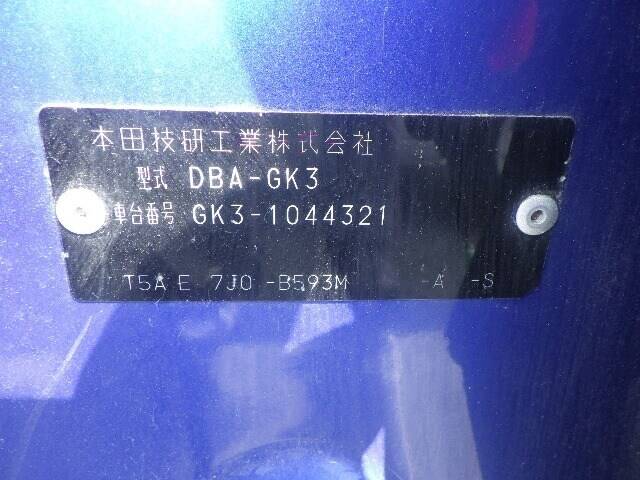 本田技研工業株式会社
型式 DBA-GK3
車台番号 GK3-1044321
T5A E 7J0 -B593M -A -S